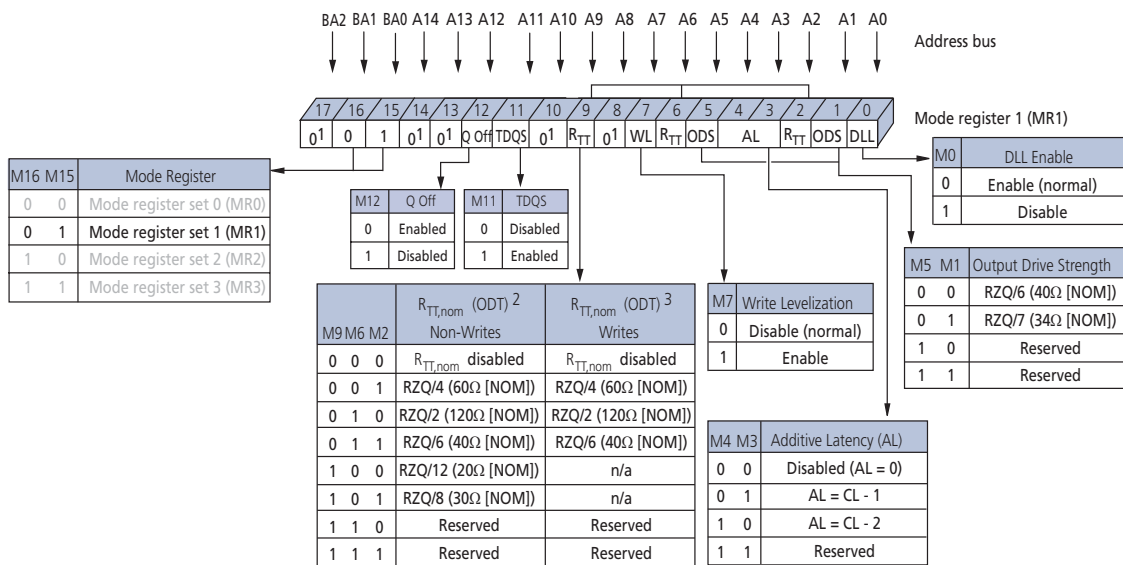 BA2 BA1 BA0 A14 A13 A12 A11 A10 A9 A8 A7 A6 A5 A4 A3 A2 A1 A0
Address bus
17 16 15 14 13 12 11 10 9 8 7 6 5 4 3 2 1 0
Mode register 1 (MR1)
0¹ 0 1 0¹ 0¹ Q Off TDQS 0¹ RTT 0¹ WL RTT ODS AL RTT ODS DLL
M16 M15 Mode Register
0 0 Mode register set 0 (MR0)
0 1 Mode register set 1 (MR1)
1 0 Mode register set 2 (MR2)
1 1 Mode register set 3 (MR3)
M12 Q Off
0 Enabled
1 Disabled
M11 TDQS
0 Disabled
1 Enabled
M0 DLL Enable
0 Enable (normal)
1 Disable
M5 M1 Output Drive Strength
0 0 RZQ/6 (40Ω [NOM])
0 1 RZQ/7 (34Ω [NOM])
1 0 Reserved
1 1 Reserved
M7 Write Levelization
0 Disable (normal)
1 Enable
RTT,nom (ODT) 2 RTT,nom (ODT) 3
M9 M6 M2 Non-Writes Writes
0 0 0 RTT,nom disabled RTT,nom disabled
0 0 1 RZQ/4 (60Ω [NOM]) RZQ/4 (60Ω [NOM])
0 1 0 RZQ/2 (120Ω [NOM]) RZQ/2 (120Ω [NOM])
0 1 1 RZQ/6 (40Ω [NOM]) RZQ/6 (40Ω [NOM])
1 0 0 RZQ/12 (20Ω [NOM]) n/a
1 0 1 RZQ/8 (30Ω [NOM]) n/a
1 1 0 Reserved Reserved
1 1 1 Reserved Reserved
M4 M3 Additive Latency (AL)
0 0 Disabled (AL = 0)
0 1 AL = CL - 1
1 0 AL = CL - 2
1 1 Reserved